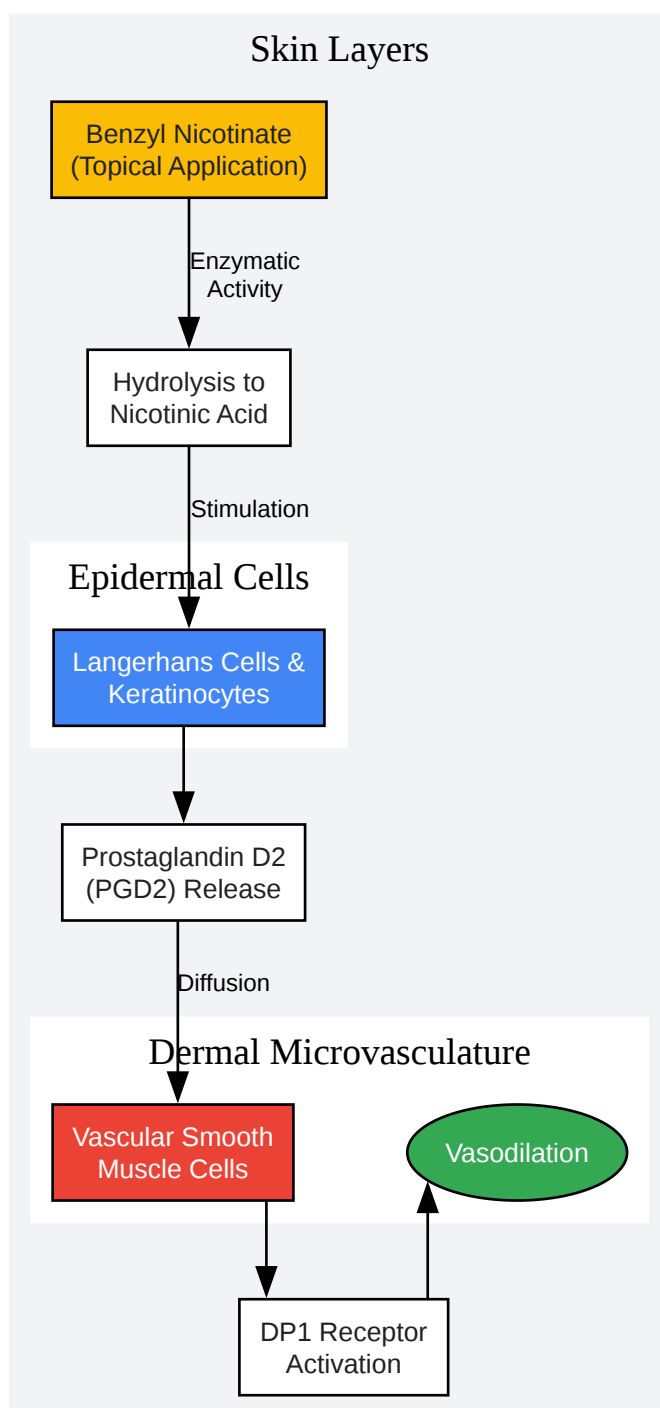 Skin Layers
Benzyl Nicotinate
(Topical Application)
Enzymatic
Activity
Hydrolysis to
Nicotinic Acid
Stimulation
Epidermal Cells
Langerhans Cells &
Keratinocytes
Prostaglandin D2
(PGD2) Release
Diffusion
Dermal Microvasculature
Vascular Smooth
Muscle Cells
Vasodilation
DP1 Receptor
Activation